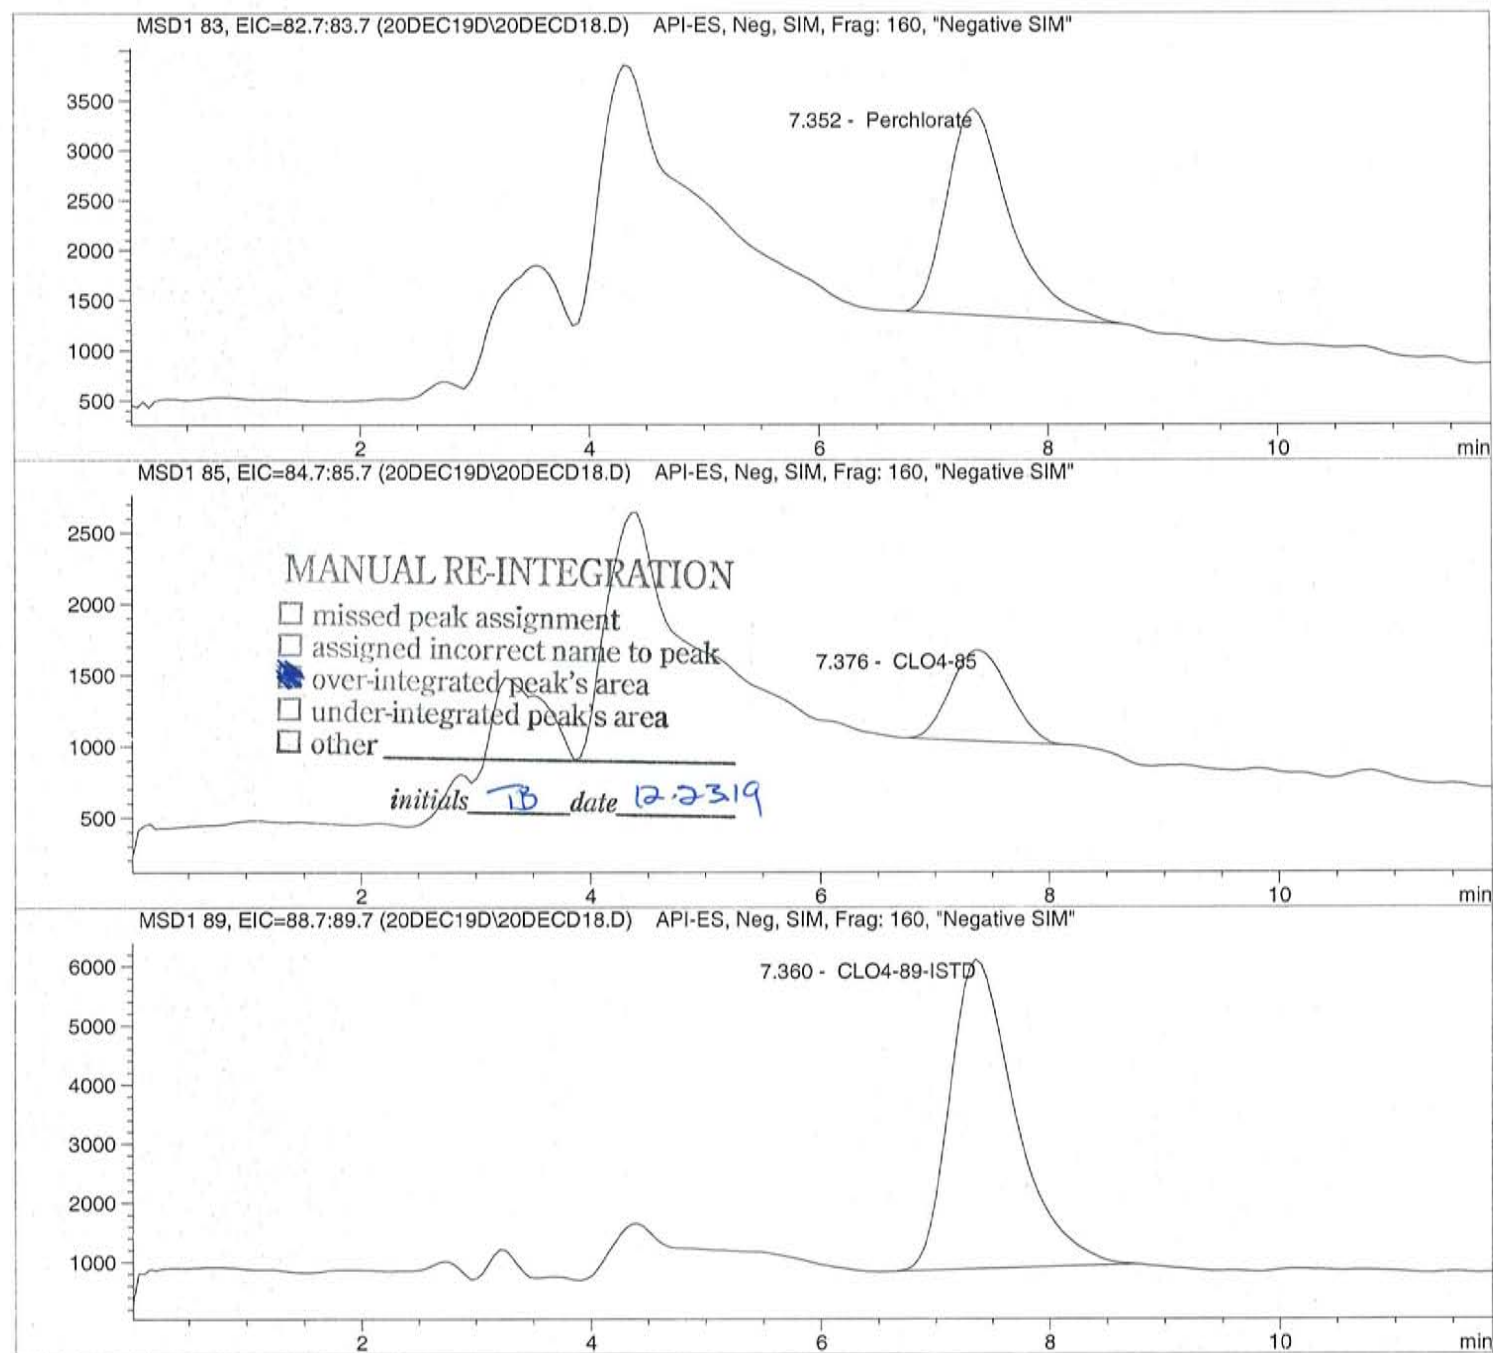 MSD1 83, EIC=82.7:83.7 (20DEC19D\20DECD18.D) API-ES, Neg, SIM, Frag: 160, "Negative SIM"
3500
3000
2500
2000
1500
1000
500
7.352 - Perchlorate
2 4 6 8 10 min
MSD1 85, EIC=84.7:85.7 (20DEC19D\20DECD18.D) API-ES, Neg, SIM, Frag: 160, "Negative SIM"
2500
2000
1500
1000
500
MANUAL RE-INTEGRATION
missed peak assignment
assigned incorrect name to peak
over-integrated peak's area
under-integrated peak's area
other
initials TB date 12.23.19
7.376 - CLO4-85
2 4 6 8 10 min
MSD1 89, EIC=88.7:89.7 (20DEC19D\20DECD18.D) API-ES, Neg, SIM, Frag: 160, "Negative SIM"
6000
5000
4000
3000
2000
1000
7.360 - CLO4-89-ISTD
2 4 6 8 10 min